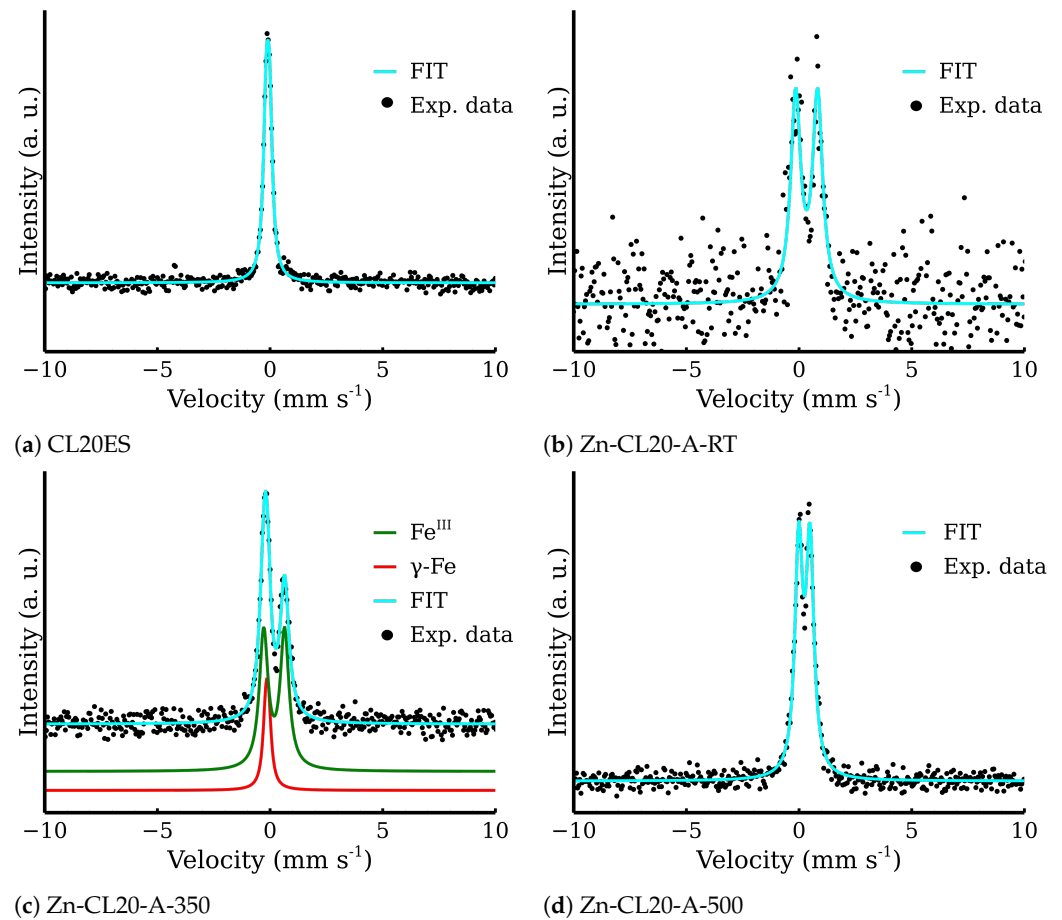 Intensity (a. u.)
FIT
Exp. data
−10 −5 0 5 10
Velocity (mm s-1)
(a) CL20ES
Intensity (a. u.)
FIT
Exp. data
−10 −5 0 5 10
Velocity (mm s-1)
(b) Zn-CL20-A-RT
Intensity (a. u.)
FeIII
γ-Fe
FIT
Exp. data
−10 −5 0 5 10
Velocity (mm s-1)
(c) Zn-CL20-A-350
Intensity (a. u.)
FIT
Exp. data
−10 −5 0 5 10
Velocity (mm s-1)
(d) Zn-CL20-A-500